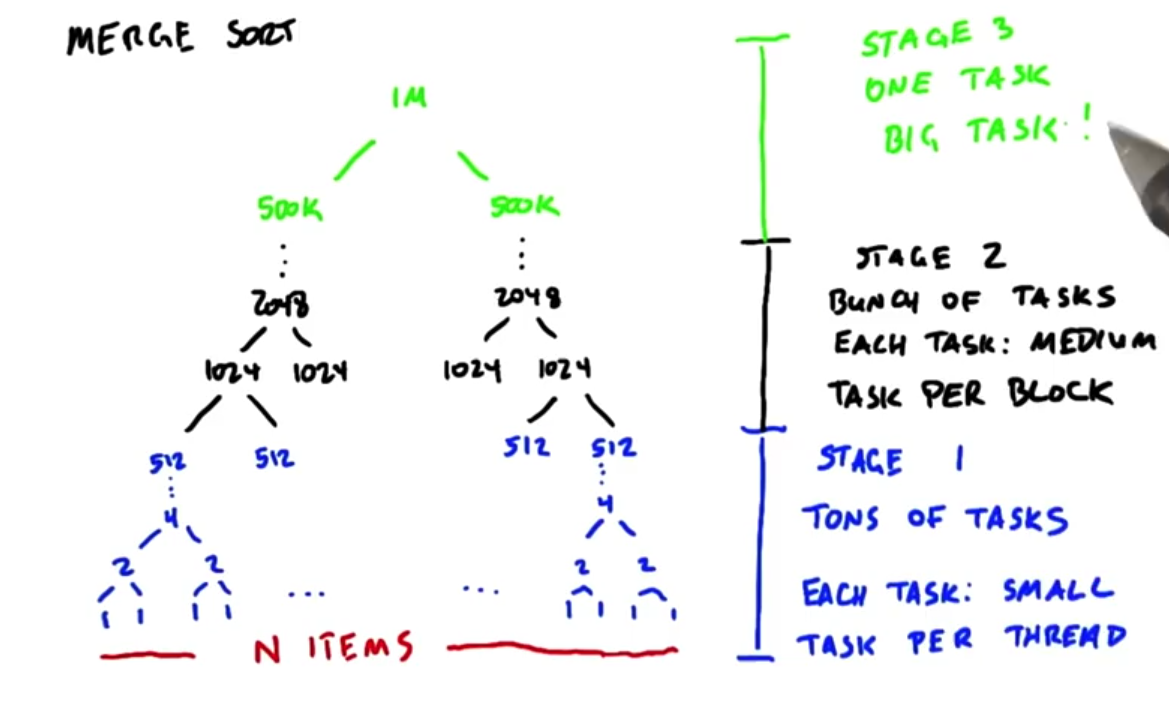 MERGE SORT
1M
500K 500K
2048 2048
1024 1024 1024 1024
512 512 512 512
4 4
2 2 ... ... 2 2
1 1 1 1 1 1 1 1
N ITEMS
STAGE 3
ONE TASK
BIG TASK!
STAGE 2
BUNCH OF TASKS
EACH TASK: MEDIUM
TASK PER BLOCK
STAGE 1
TONS OF TASKS
EACH TASK: SMALL
TASK PER THREAD